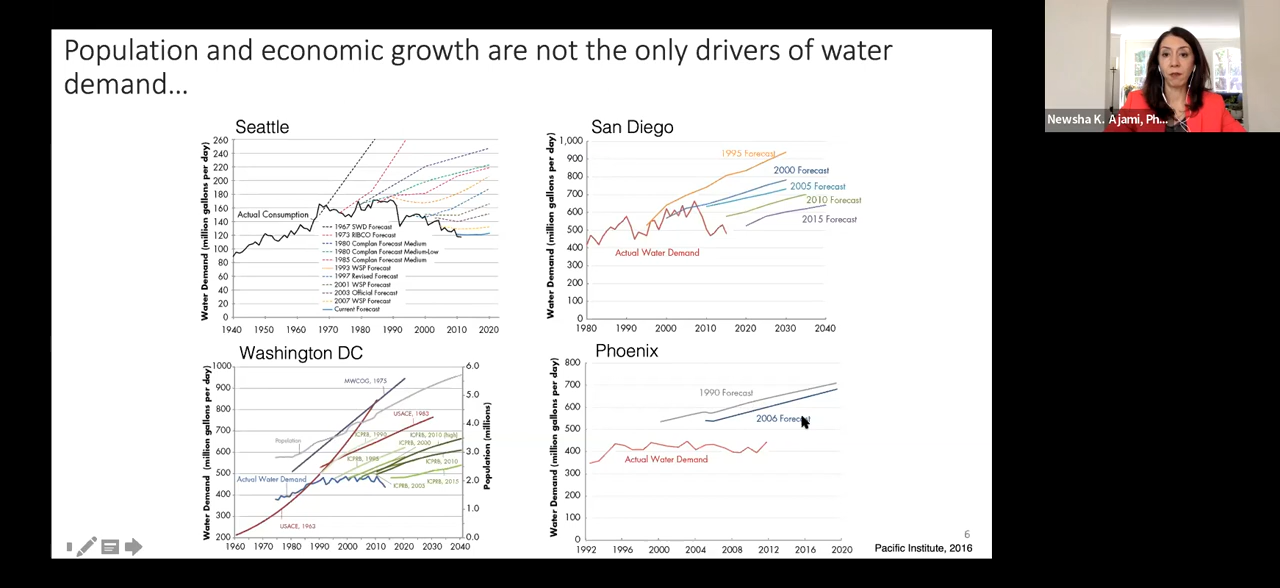 Population and economic growth are not the only drivers of water
demand...
Newsha K. Ajami, Ph...
Seattle
Water Demand (million gallons per day)
260
240
220
200
180
160
140
120
100
80
60
40
20
0
Actual Consumption
1967 SWD Forecast
1973 RIBCO Forecast
1980 Complan Forecast Medium
1980 Complan Forecast Medium-Low
1985 Complan Forecast Medium
1993 WSP Forecast
1997 Revised Forecast
2001 WSP Forecast
2003 Official Forecast
2007 WSP Forecast
Current Forecast
1940 1950 1960 1970 1980 1990 2000 2010 2020
San Diego
Water Demand (million gallons per day)
1,000
900
800
700
600
500
400
300
200
100
0
1995 Forecast
2000 Forecast
2005 Forecast
2010 Forecast
2015 Forecast
Actual Water Demand
1980 1990 2000 2010 2020 2030 2040
Washington DC
Water Demand (million gallons per day)
1000
900
800
700
600
500
400
300
200
6.0
5.0
4.0
3.0
2.0
1.0
0.0
Population (millions)
MWCOG, 1975
USACE, 1983
Population
ICPRB, 1990
ICPRB, 2010 (high)
ICPRB, 2000
ICPRB, 1995
ICPRB, 2010
Actual Water Demand
ICPRB, 2003
ICPRB, 2015
USACE, 1963
1960 1970 1980 1990 2000 2010 2020 2030 2040
Phoenix
Water Demand (million gallons per day)
800
700
600
500
400
300
200
100
0
1990 Forecast
2006 Forecast
Actual Water Demand
1992 1996 2000 2004 2008 2012 2016 2020
6
Pacific Institute, 2016